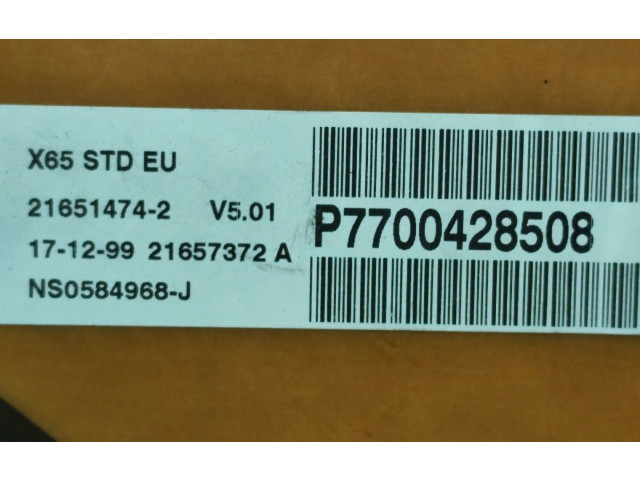 X65 STD EU
21651474-2 V5.01
17-12-99 21657372 A
NS0584968-J
P7700428508